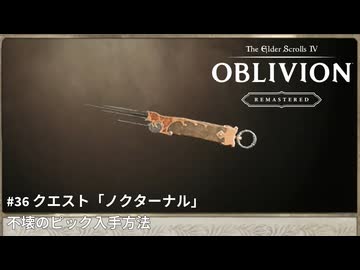 The Elder Scrolls IV
OBLIVION
REMASTERED
#36 クエスト「ノクターナル」
不壊のピック入手方法